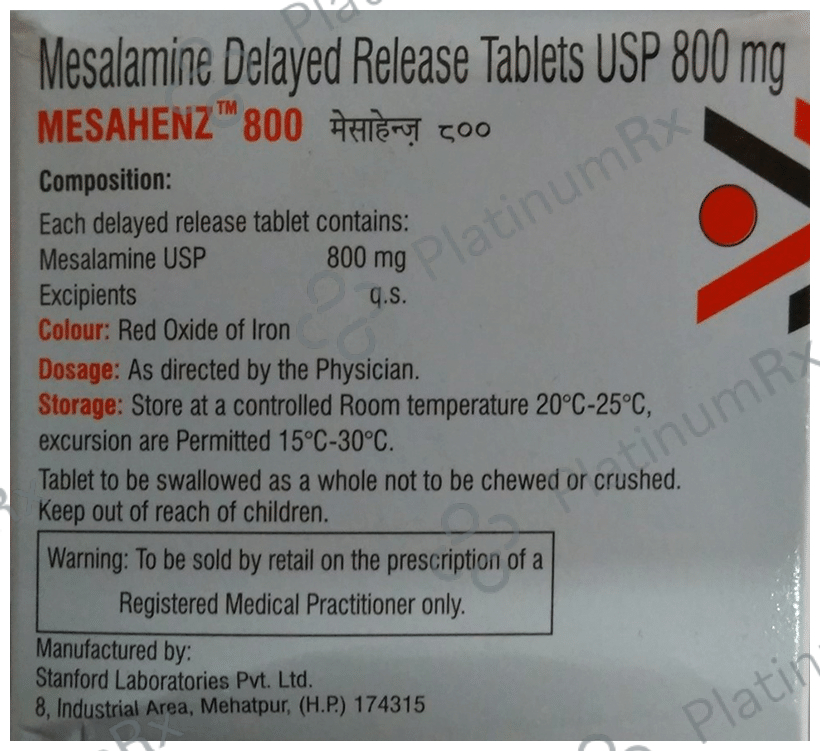 Mesalamine Delayed Release Tablets USP 800 mg
MESAHENZ™ 800 मेसाहेन्ज़ ८००
Composition:
Each delayed release tablet contains:
Mesalamine USP 800 mg
Excipients q.s.
Colour: Red Oxide of Iron
Dosage: As directed by the Physician.
Storage: Store at a controlled Room temperature 20°C-25°C,
excursion are Permitted 15°C-30°C.
Tablet to be swallowed as a whole not to be chewed or crushed.
Keep out of reach of children.
Warning: To be sold by retail on the prescription of a
Registered Medical Practitioner only.
Manufactured by:
Stanford Laboratories Pvt. Ltd.
8, Industrial Area, Mehatpur, (H.P.) 174315
PlatinumRx
PlatinumRx